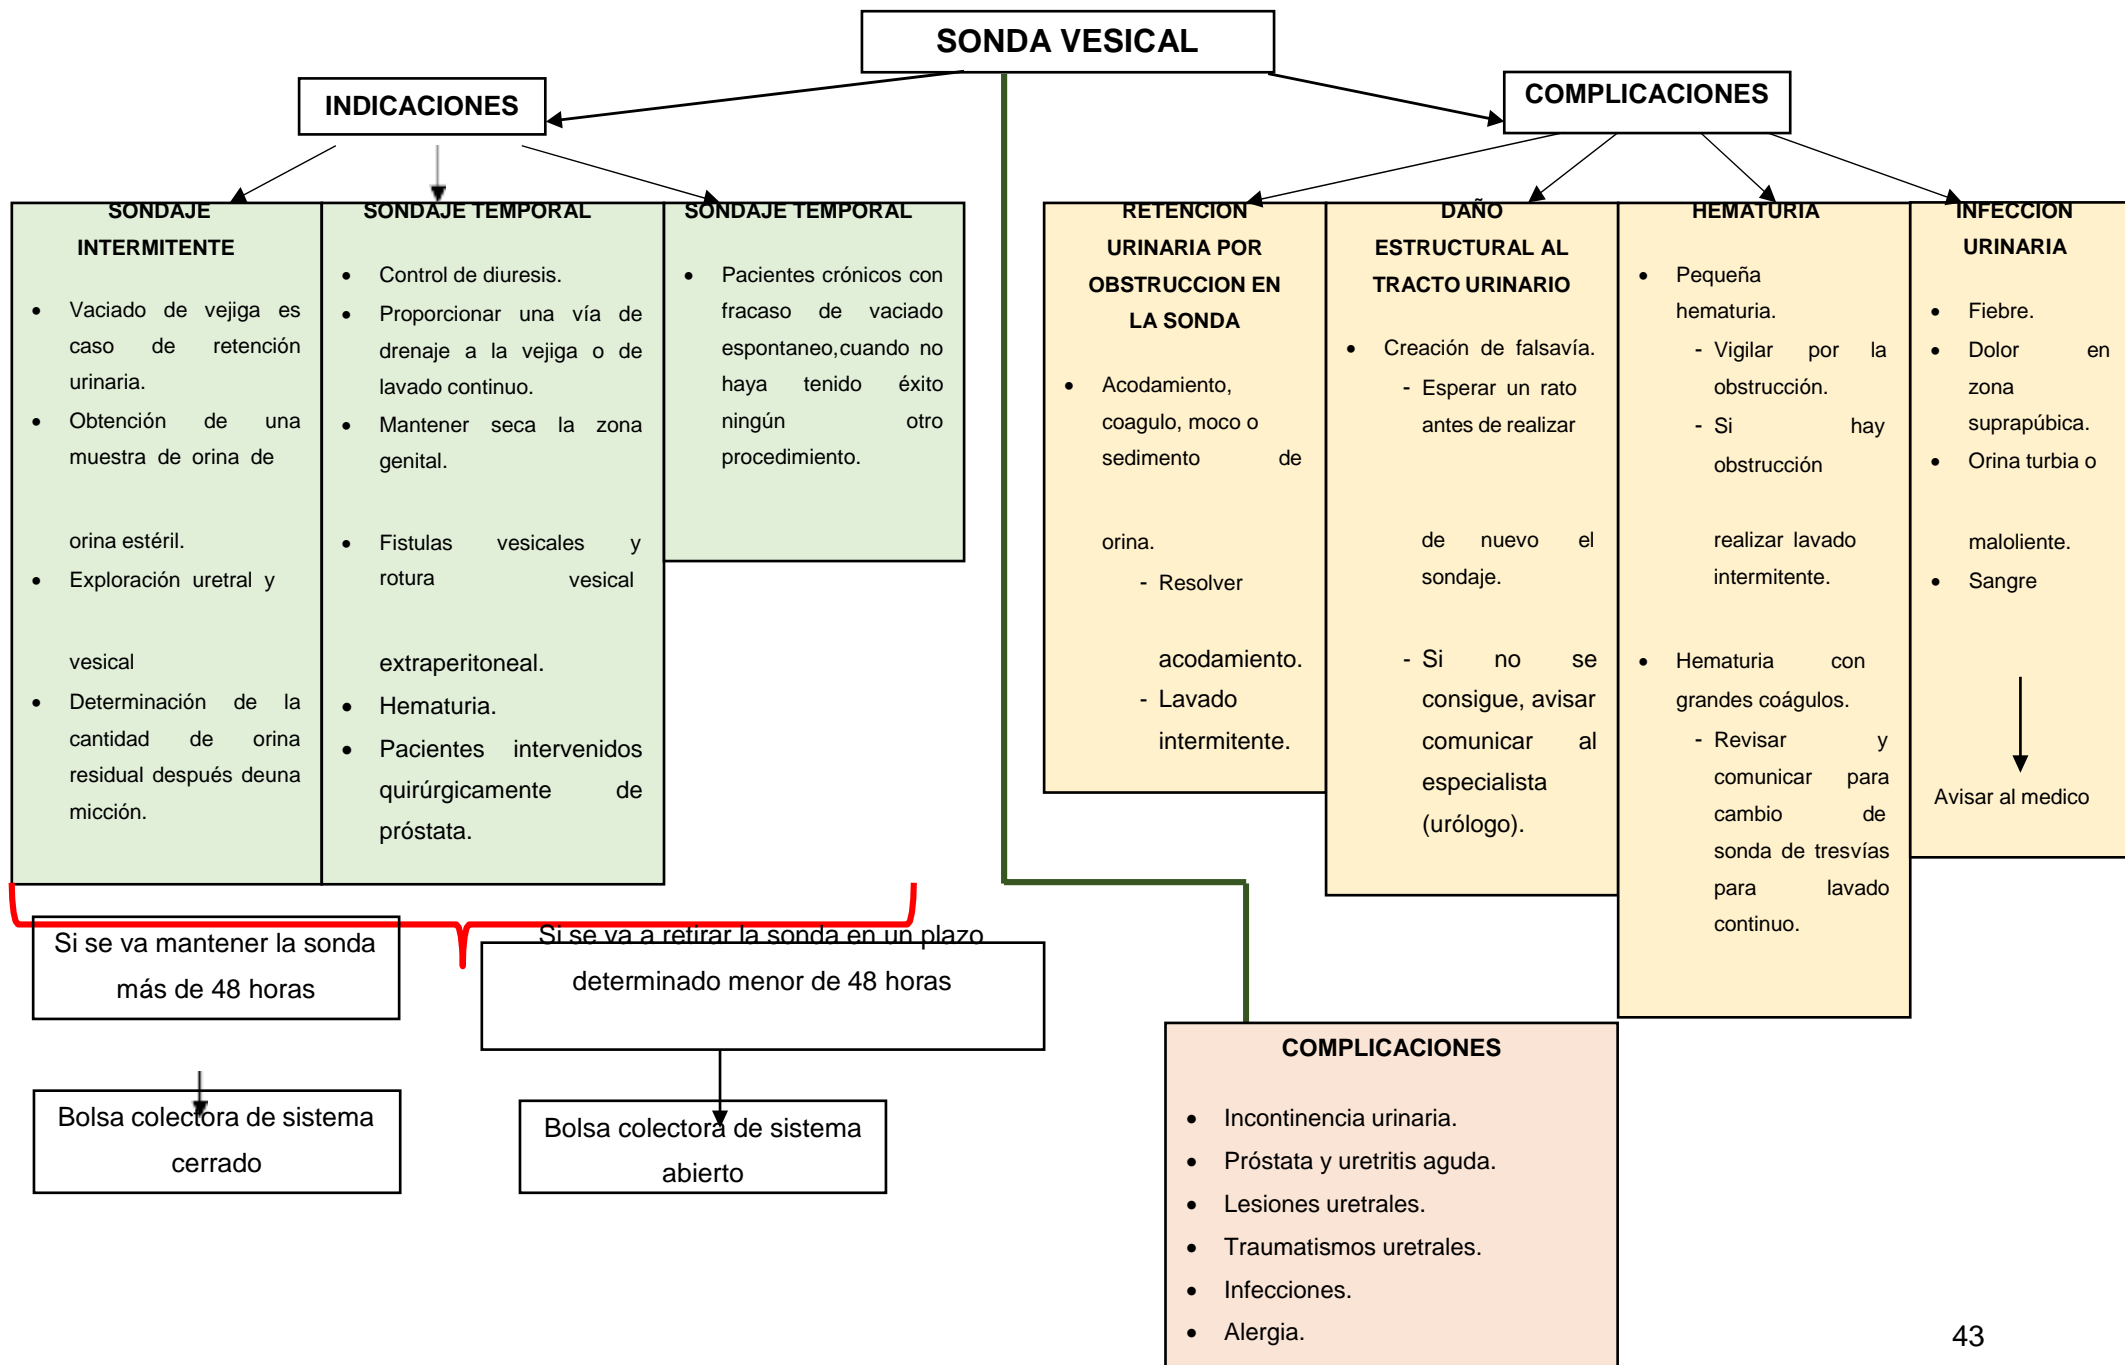 SONDA VESICAL
INDICACIONES
COMPLICACIONES
SONDAJE
INTERMITENTE
• Vaciado de vejiga es
caso de retención
urinaria.
• Obtención de una
muestra de orina de
orina estéril.
• Exploración uretral y
vesical
• Determinación de la
cantidad de orina
residual después deuna
micción.
SONDAJE TEMPORAL
• Control de diuresis.
• Proporcionar una vía de
drenaje a la vejiga o de
lavado continuo.
• Mantener seca la zona
genital.
• Fistulas vesicales y
rotura vesical
extraperitoneal.
• Hematuria.
• Pacientes intervenidos
quirúrgicamente de
próstata.
SONDAJE TEMPORAL
• Pacientes crónicos con
fracaso de vaciado
espontaneo,cuando no
haya tenido éxito
ningún otro
procedimiento.
RETENCION
URINARIA POR
OBSTRUCCION EN
LA SONDA
• Acodamiento,
coagulo, moco o
sedimento de
orina.
- Resolver
acodamiento.
- Lavado
intermitente.
DAÑO
ESTRUCTURAL AL
TRACTO URINARIO
• Creación de falsavía.
- Esperar un rato
antes de realizar
de nuevo el
sondaje.
- Si no se
consigue, avisar
comunicar al
especialista
(urólogo).
HEMATURIA
• Pequeña
hematuria.
- Vigilar por la
obstrucción.
- Si hay
obstrucción
realizar lavado
intermitente.
• Hematuria con
grandes coágulos.
- Revisar y
comunicar para
cambio de
sonda de tresvías
para lavado
continuo.
INFECCION
URINARIA
• Fiebre.
• Dolor en
zona
suprapúbica.
• Orina turbia o
maloliente.
• Sangre
Avisar al medico
Si se va mantener la sonda
más de 48 horas
Si se va a retirar la sonda en un plazo
determinado menor de 48 horas
Bolsa colectora de sistema
cerrado
Bolsa colectora de sistema
abierto
COMPLICACIONES
• Incontinencia urinaria.
• Próstata y uretritis aguda.
• Lesiones uretrales.
• Traumatismos uretrales.
• Infecciones.
• Alergia.
43